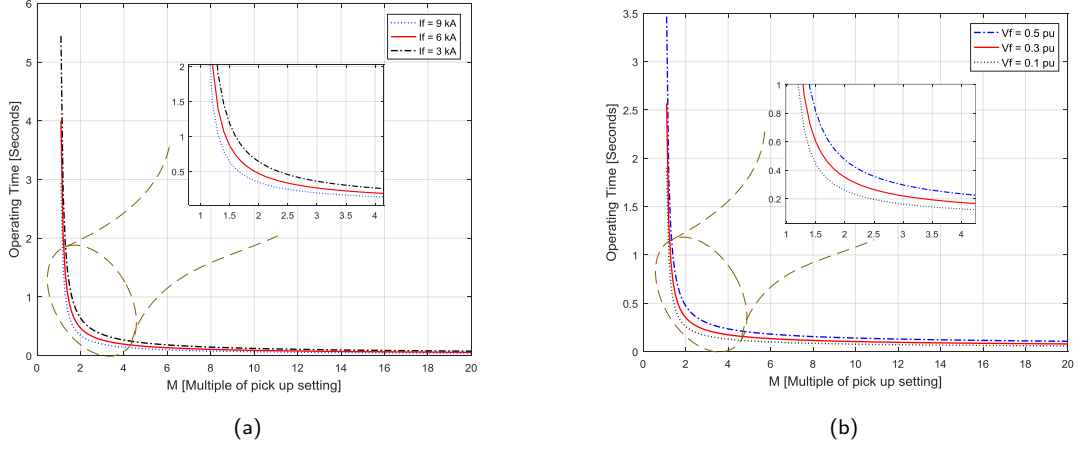 6
5
4
3
2
1
0
Operating Time [Seconds]
If = 9 kA
If = 6 kA
If = 3 kA
2
1.5
1
0.5
1 1.5 2 2.5 3 3.5 4
0 2 4 6 8 10 12 14 16 18 20
M [Multiple of pick up setting]
(a)
3.5
3
2.5
2
1.5
1
0.5
0
Operating Time [Seconds]
Vf = 0.5 pu
Vf = 0.3 pu
Vf = 0.1 pu
1
0.8
0.6
0.4
0.2
1 1.5 2 2.5 3 3.5 4
0 2 4 6 8 10 12 14 16 18 20
M [Multiple of pick up setting]
(b)